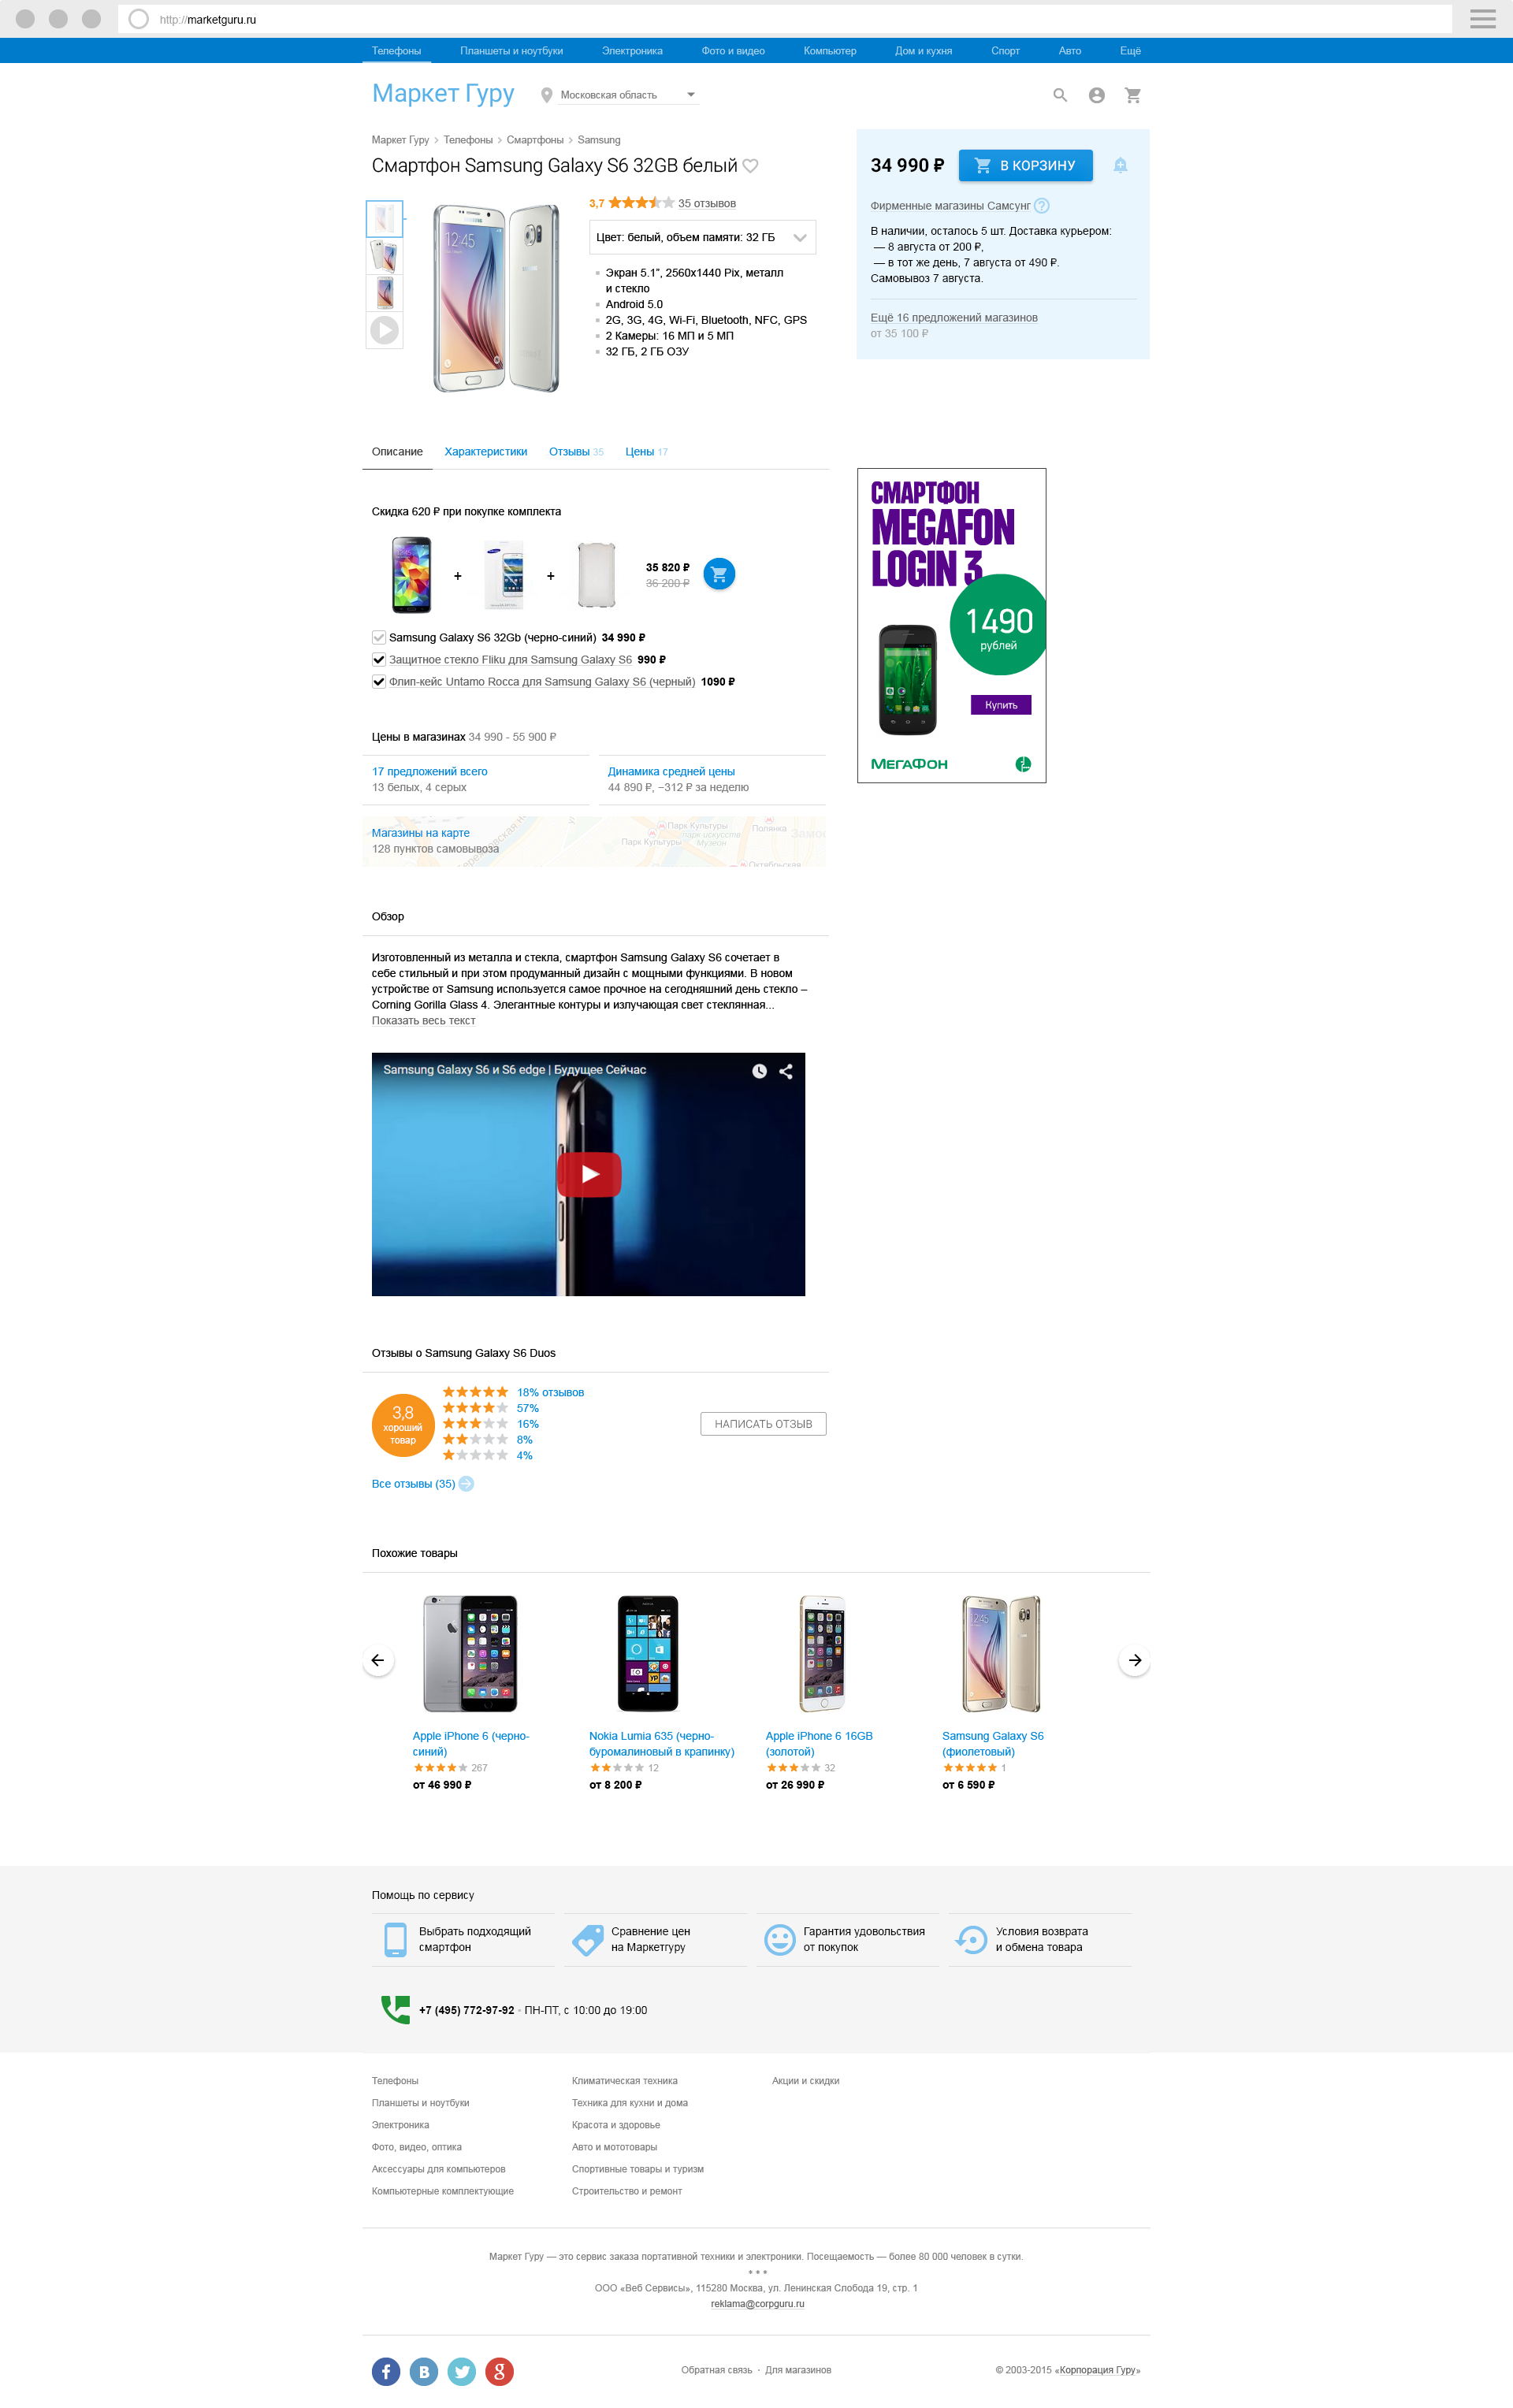 http://marketguru.ru
Телефоны Планшеты и ноутбуки Электроника Фото и видео Компьютер Дом и кухня Спорт Авто Ещё
Маркет Гуру Московская область
Маркет Гуру Телефоны Смартфоны Samsung
Смартфон Samsung Galaxy S6 32GB белый
3,7 35 отзывов
Цвет: белый, объем памяти: 32 ГБ
Экран 5.1", 2560x1440 Pix, металл
и стекло
Android 5.0
2G, 3G, 4G, Wi-Fi, Bluetooth, NFC, GPS
2 Камеры: 16 МП и 5 МП
32 ГБ, 2 ГБ ОЗУ
34 990 ₽ В КОРЗИНУ
Фирменные магазины Самсунг ?
В наличии, осталось 5 шт. Доставка курьером:
— 8 августа от 200 ₽,
— в тот же день, 7 августа от 490 ₽.
Самовывоз 7 августа.
Ещё 16 предложений магазинов
от 35 100 ₽
Описание Характеристики Отзывы 35 Цены 17
Скидка 620 ₽ при покупке комплекта
+ +
35 820 ₽
36 200 ₽
Samsung Galaxy S6 32Gb (черно-синий) 34 990 ₽
Защитное стекло Fliku для Samsung Galaxy S6 990 ₽
Флип-кейс Untamo Rocca для Samsung Galaxy S6 (черный) 1090 ₽
СМАРТФОН
MEGAFON
LOGIN 3
1490
рублей
Купить
МЕГАФОН
Цены в магазинах 34 990 - 55 900 ₽
17 предложений всего
13 белых, 4 серых
Динамика средней цены
44 890 ₽, −312 ₽ за неделю
Магазины на карте
128 пунктов самовывоза
Парк Культуры
Парк Культуры
парк искусств
Музеон
Полянка
Октябрьская
Обзор
Изготовленный из металла и стекла, смартфон Samsung Galaxy S6 сочетает в
себе стильный и при этом продуманный дизайн с мощными функциями. В новом
устройстве от Samsung используется самое прочное на сегодняшний день стекло –
Corning Gorilla Glass 4. Элегантные контуры и излучающая свет стеклянная...
Показать весь текст
Samsung Galaxy S6 и S6 edge | Будущее Сейчас
Отзывы о Samsung Galaxy S6 Duos
3,8
хороший
товар
18% отзывов
57%
16%
8%
4%
НАПИСАТЬ ОТЗЫВ
Все отзывы (35)
Похожие товары
Apple iPhone 6 (черно-
синий)
267
от 46 990 ₽
Nokia Lumia 635 (черно-
буромалиновый в крапинку)
12
от 8 200 ₽
Apple iPhone 6 16GB
(золотой)
32
от 26 990 ₽
Samsung Galaxy S6
(фиолетовый)
1
от 6 590 ₽
Помощь по сервису
Выбрать подходящий
смартфон
Сравнение цен
на Маркетгуру
Гарантия удовольствия
от покупок
Условия возврата
и обмена товара
+7 (495) 772-97-92 • ПН-ПТ, с 10:00 до 19:00
Телефоны
Планшеты и ноутбуки
Электроника
Фото, видео, оптика
Аксессуары для компьютеров
Компьютерные комплектующие
Климатическая техника
Техника для кухни и дома
Красота и здоровье
Авто и мототовары
Спортивные товары и туризм
Строительство и ремонт
Акции и скидки
Маркет Гуру — это сервис заказа портативной техники и электроники. Посещаемость — более 80 000 человек в сутки.
ООО «Веб Сервисы», 115280 Москва, ул. Ленинская Слобода 19, стр. 1
reklama@corpguru.ru
Обратная связь · Для магазинов
© 2003-2015 «Корпорация Гуру»